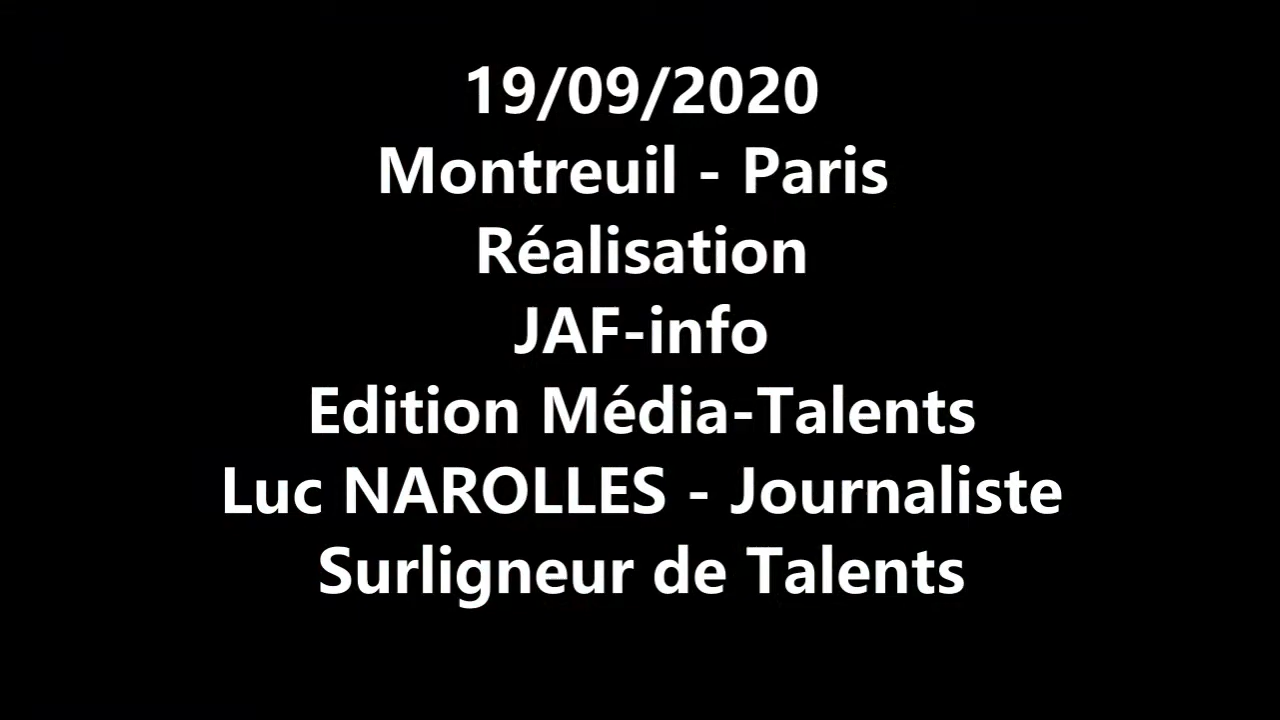 19/09/2020
Montreuil - Paris
Réalisation
JAF-info
Edition Média-Talents
Luc NAROLLES - Journaliste
Surligneur de Talents